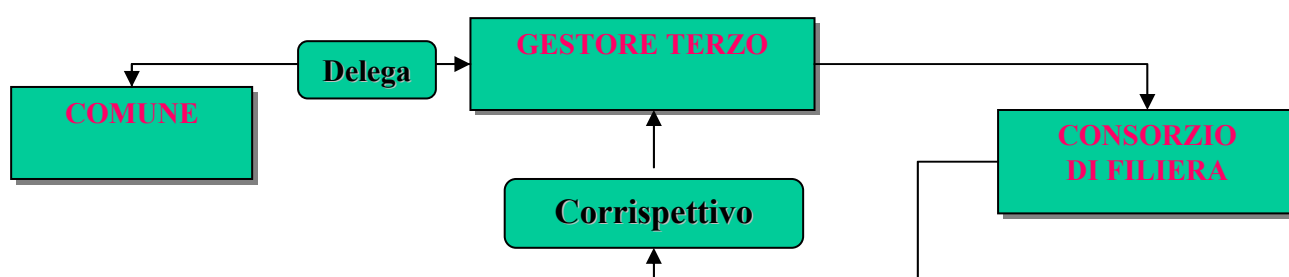 GESTORE TERZO
Delega
COMUNE
CONSORZIO
DI FILIERA
Corrispettivo